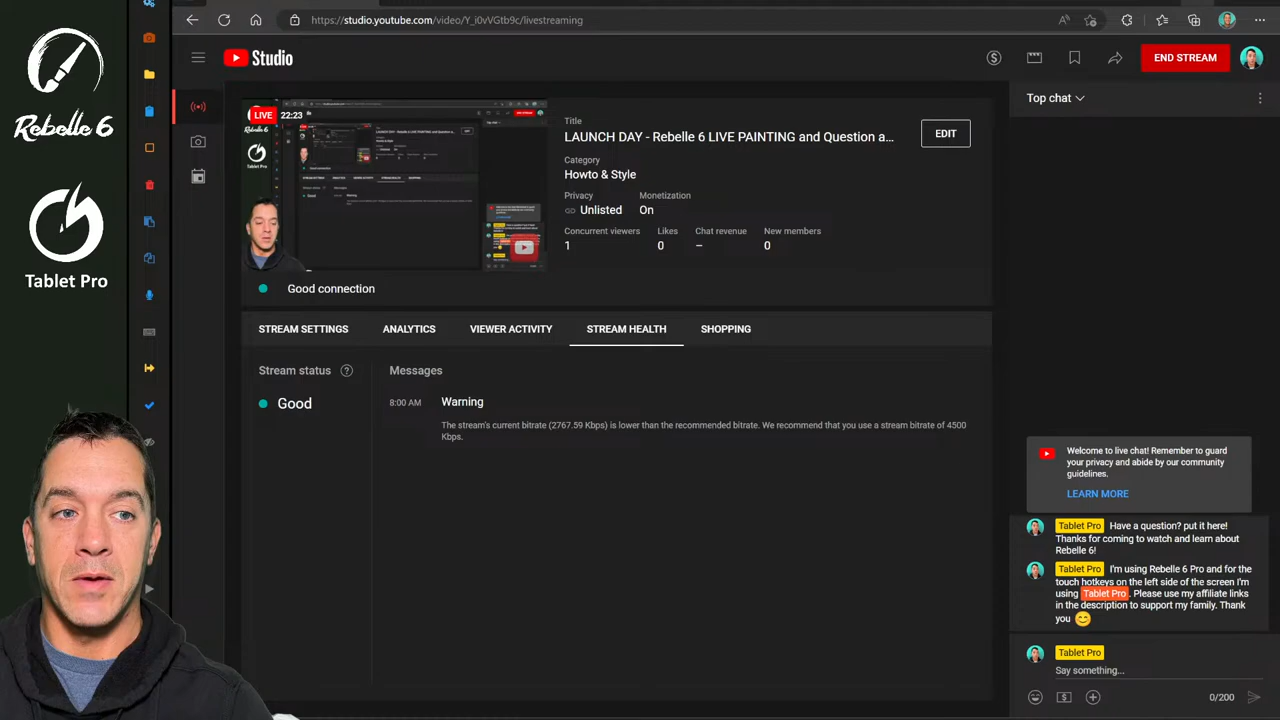 https://studio.youtube.com/video/Y_i0vVGtb9c/livestreaming
Rebelle 6
Tablet Pro
Studio
END STREAM
LIVE 22:23
Title
LAUNCH DAY - Rebelle 6 LIVE PAINTING and Question a...
EDIT
Category
Howto & Style
Privacy
Unlisted
Monetization
On
Concurrent viewers
1
Likes
0
Chat revenue
–
New members
0
Good connection
STREAM SETTINGS
ANALYTICS
VIEWER ACTIVITY
STREAM HEALTH
SHOPPING
Stream status
Good
Messages
8:00 AM
Warning
The stream's current bitrate (2767.59 Kbps) is lower than the recommended bitrate. We recommend that you use a stream bitrate of 4500
Kbps.
Top chat
Welcome to live chat! Remember to guard
your privacy and abide by our community
guidelines.
LEARN MORE
Tablet Pro Have a question? put it here!
Thanks for coming to watch and learn about
Rebelle 6!
Tablet Pro I'm using Rebelle 6 Pro and for the
touch hotkeys on the left side of the screen I'm
using Tablet Pro. Please use my affiliate links
in the description to support my family. Thank
you 😊
Tablet Pro
Say something...
0/200